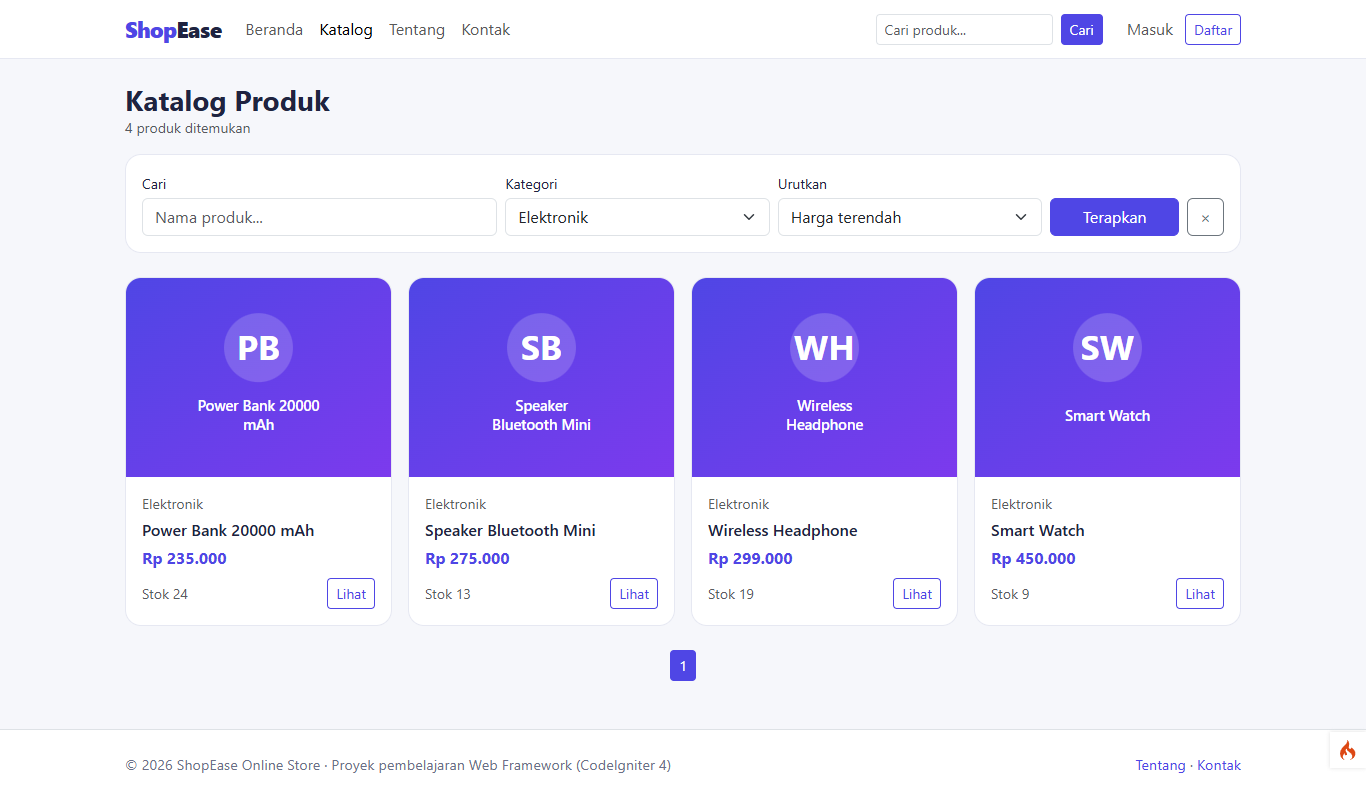 ShopEase Beranda Katalog Tentang Kontak Cari produk... Cari Masuk Daftar
Katalog Produk
4 produk ditemukan
Cari Kategori Urutkan
Nama produk... Elektronik Harga terendah Terapkan ×
PB
Power Bank 20000
mAh
Elektronik
Power Bank 20000 mAh
Rp 235.000
Stok 24 Lihat
SB
Speaker
Bluetooth Mini
Elektronik
Speaker Bluetooth Mini
Rp 275.000
Stok 13 Lihat
WH
Wireless
Headphone
Elektronik
Wireless Headphone
Rp 299.000
Stok 19 Lihat
SW
Smart Watch
Elektronik
Smart Watch
Rp 450.000
Stok 9 Lihat
1
© 2026 ShopEase Online Store · Proyek pembelajaran Web Framework (CodeIgniter 4) Tentang · Kontak